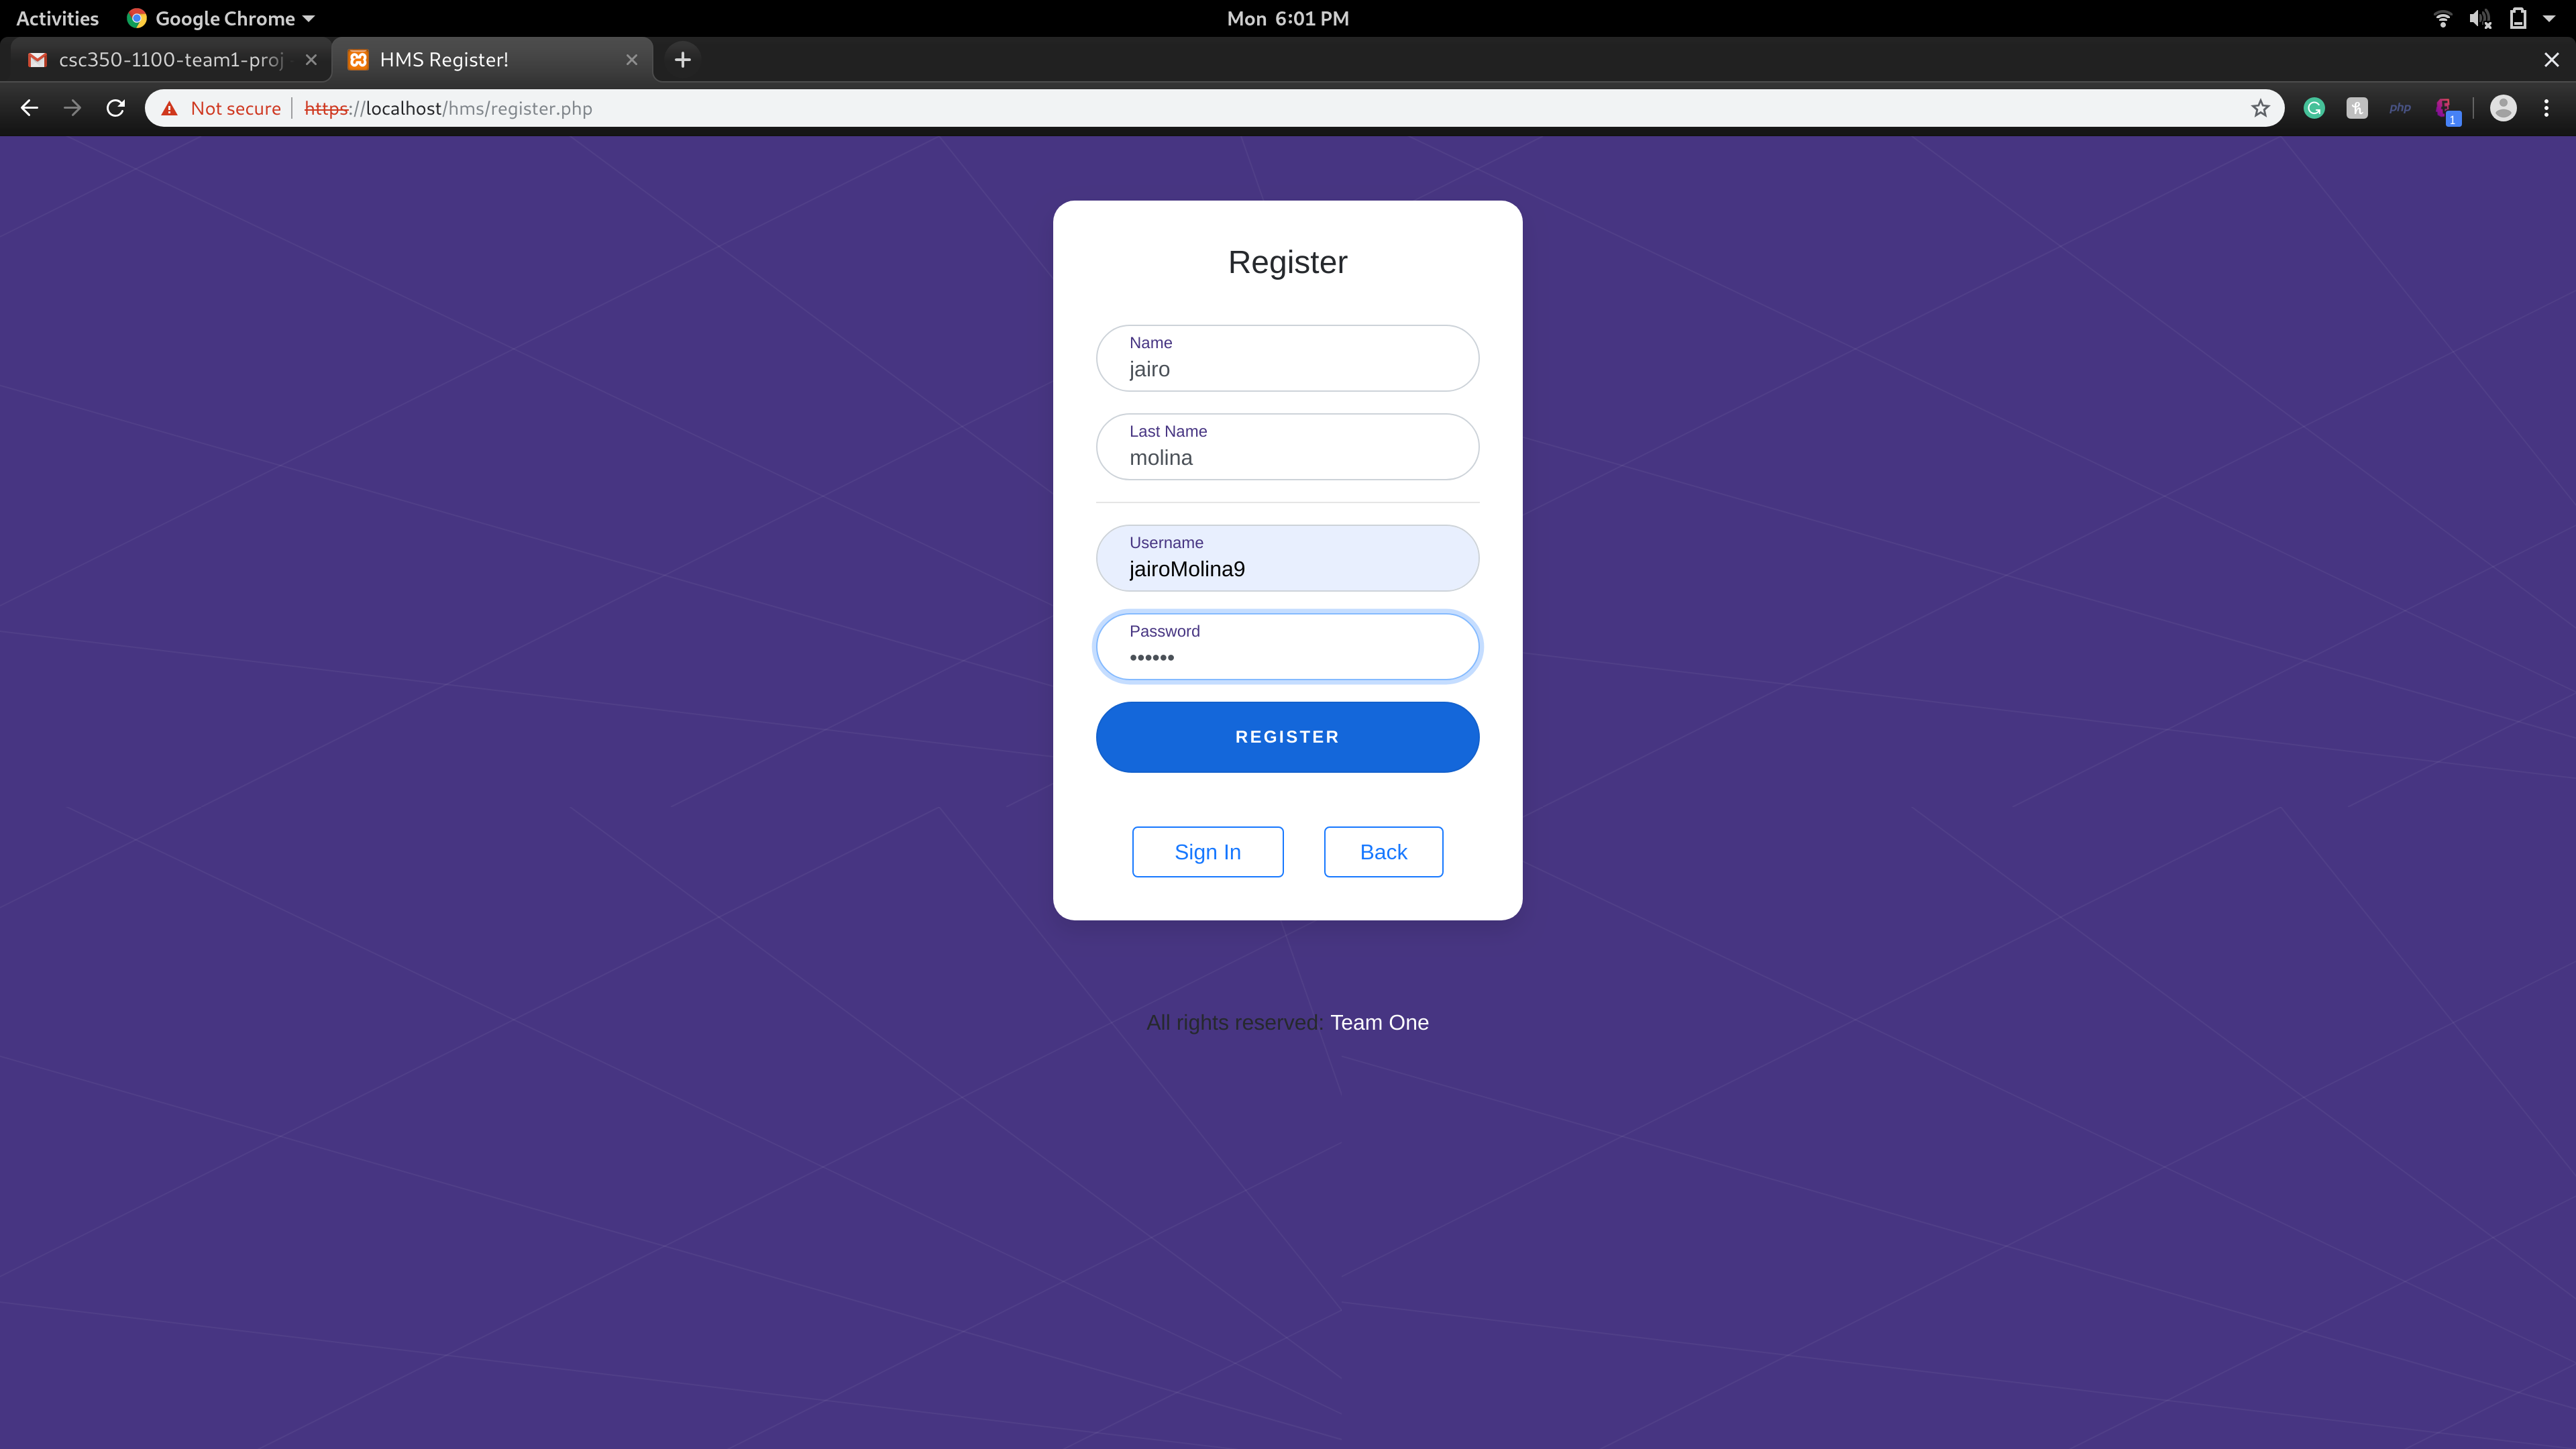 Activities Google Chrome Mon 6:01 PM
csc350-1100-team1-proj HMS Register!
Not secure https://localhost/hms/register.php php 1
Register
Name
jairo
Last Name
molina
Username
jairoMolina9
Password
••••••
REGISTER
Sign In Back
All rights reserved: Team One